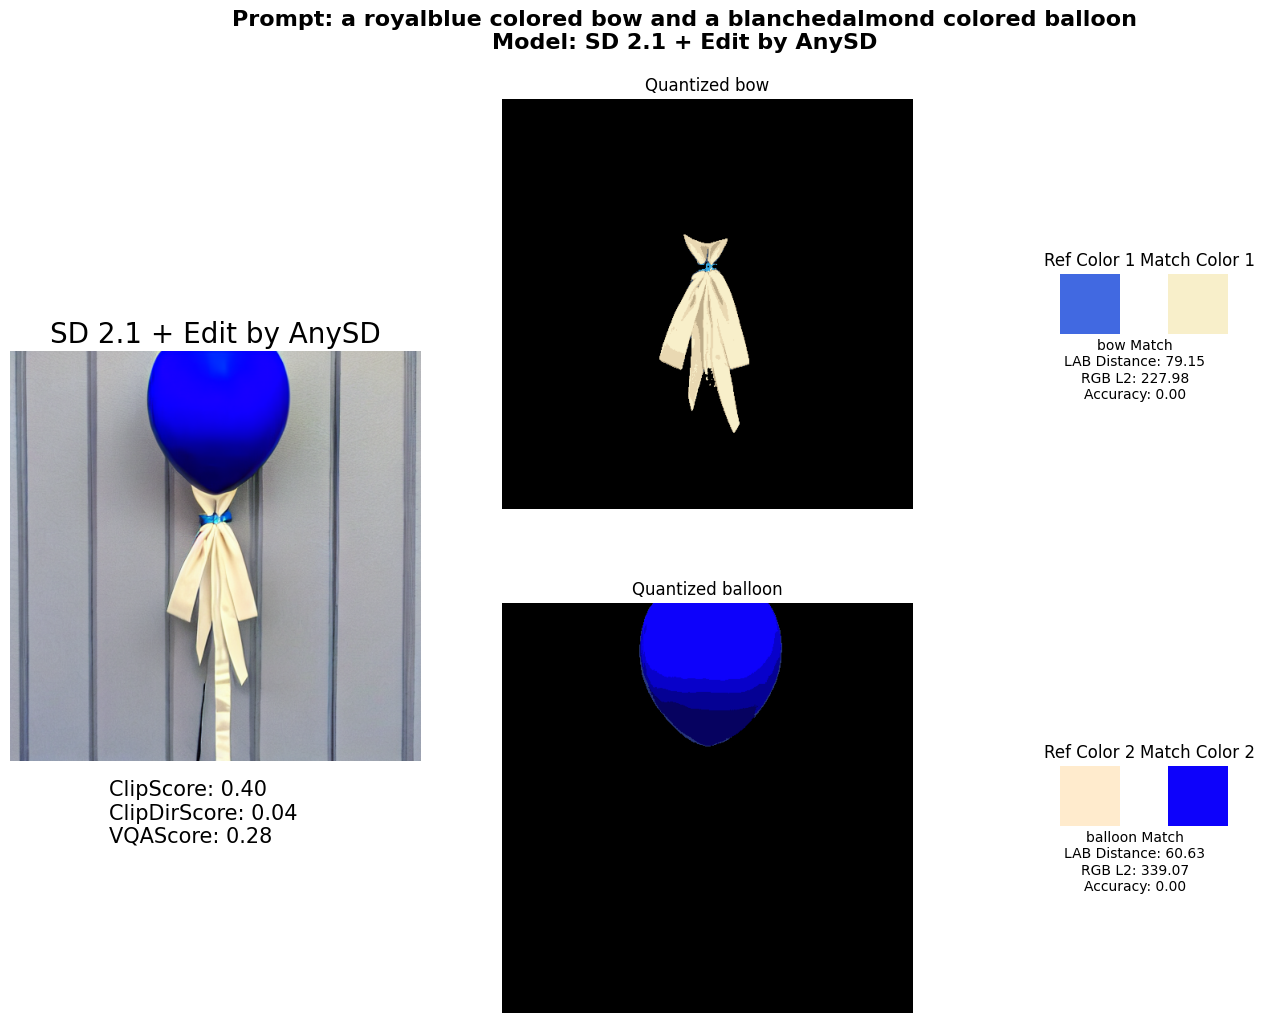 Prompt: a royalblue colored bow and a blanchedalmond colored balloon
Model: SD 2.1 + Edit by AnySD
Quantized bow
Ref Color 1 Match Color 1
bow Match
LAB Distance: 79.15
RGB L2: 227.98
Accuracy: 0.00
SD 2.1 + Edit by AnySD
ClipScore: 0.40
ClipDirScore: 0.04
VQAScore: 0.28
Quantized balloon
Ref Color 2 Match Color 2
balloon Match
LAB Distance: 60.63
RGB L2: 339.07
Accuracy: 0.00